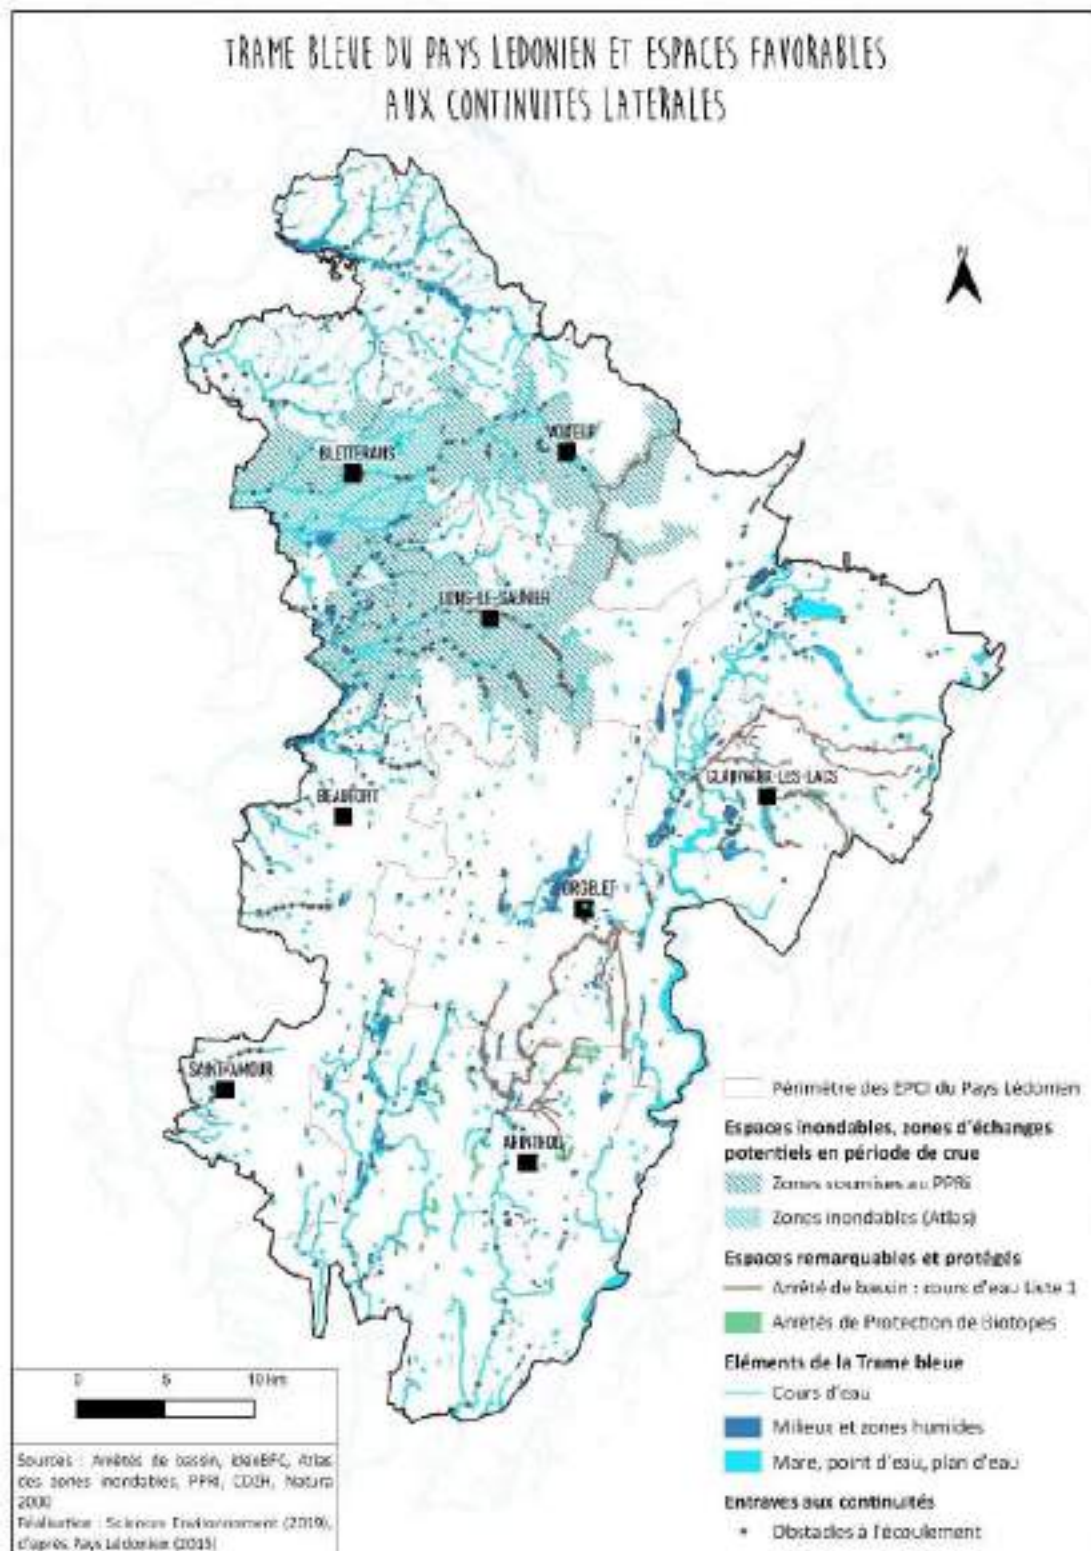 TRAME BLEUE DU PAYS LEDONIEN ET ESPACES FAVORABLES
AUX CONTINUITES LATERALES
N
BLETTERANS
VOITEUR
LONS-LE-SAUNIER
CLAIRVAUX-LES-LACS
BEAUFORT
ORGELET
SAINT-AMOUR
ARINTHOD
Périmètre des EPCI du Pays Lédonien
Espaces inondables, zones d'échanges
potentiels en période de crue
Zones soumises au PPRi
Zones inondables (Atlas)
Espaces remarquables et protégés
Arrêté de bassin : cours d'eau Liste 1
Arrêtés de Protection de Biotopes
Eléments de la Trame bleue
Cours d'eau
Milieux et zones humides
Mare, point d'eau, plan d'eau
Entraves aux continuités
Obstacles à l'écoulement
0 5 10 km
Sources : Arrêtés de bassin, IdéoBFC, Atlas
des zones inondables, PPRI, CDZH, Natura
2000
Réalisation : Sciences Environnement (2019),
d'après Pays Lédonien (2015)